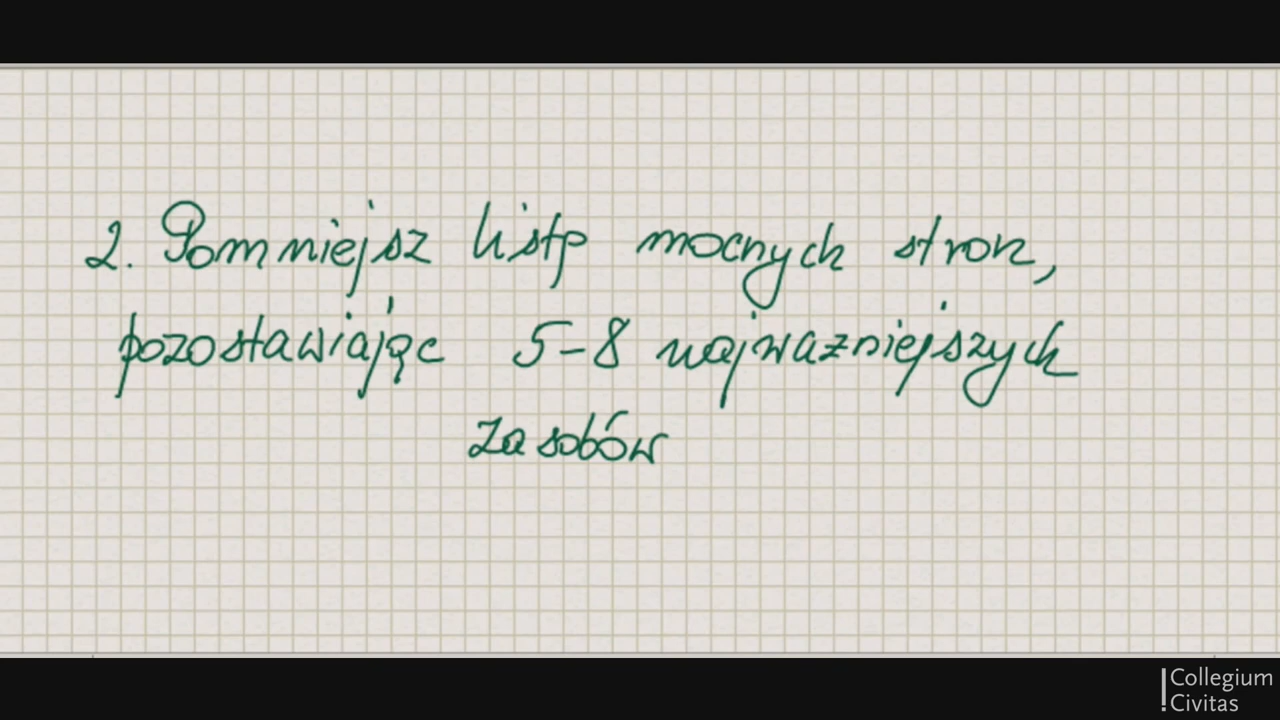 2. Pomniejsz listę mocnych stron,
pozostawiając 5-8 najważniejszych
zasobów
Collegium
Civitas